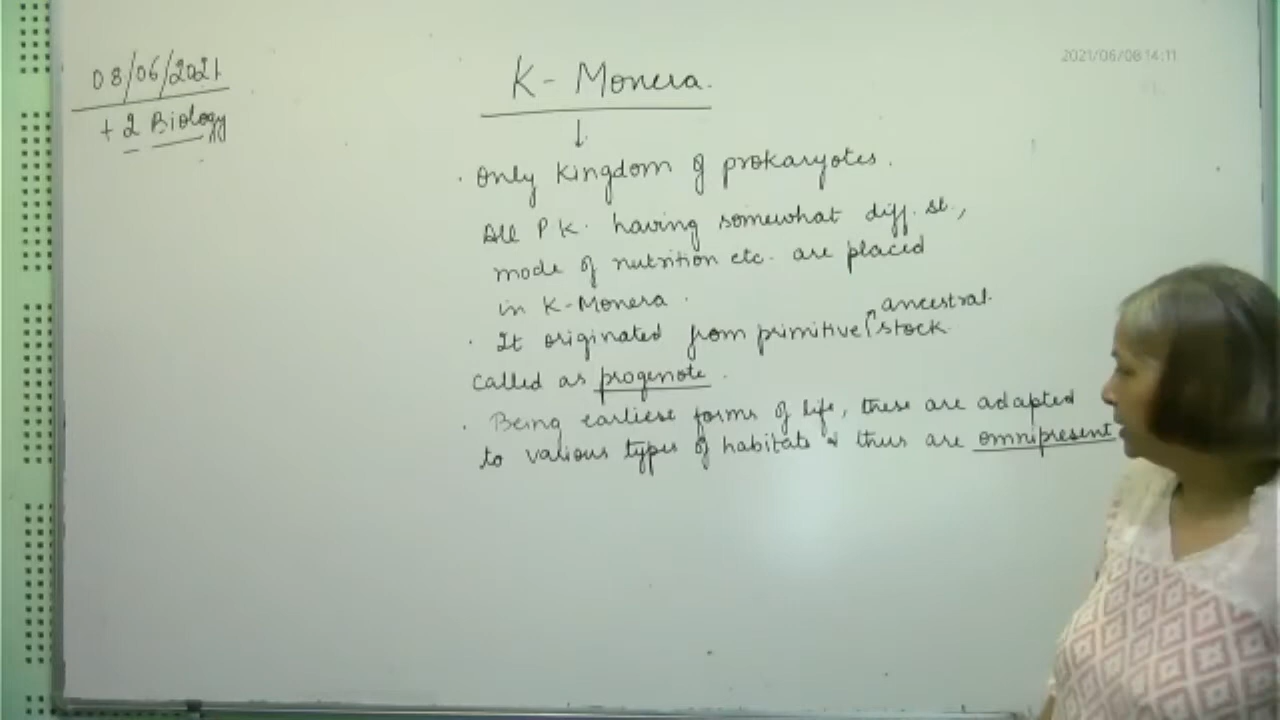 08/06/2021
+2 Biology
2021/06/08 14:11
K- Monera.
↓
· Only kingdom of prokaryotes.
All P K. having somewhat diff. st.,
mode of nutrition etc. are placed
in K-Monera.
ancestral
· It originated from primitive stock
called as progenote.
· Being earliest forms of life, these are adapted
to various types of habitats & thus are omnipresent